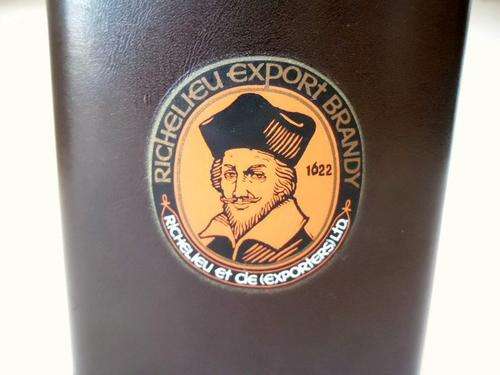 RICHELIEU EXPORT BRANDY
1622
RICHELIEU et cie (EXPORTERS) LTD.